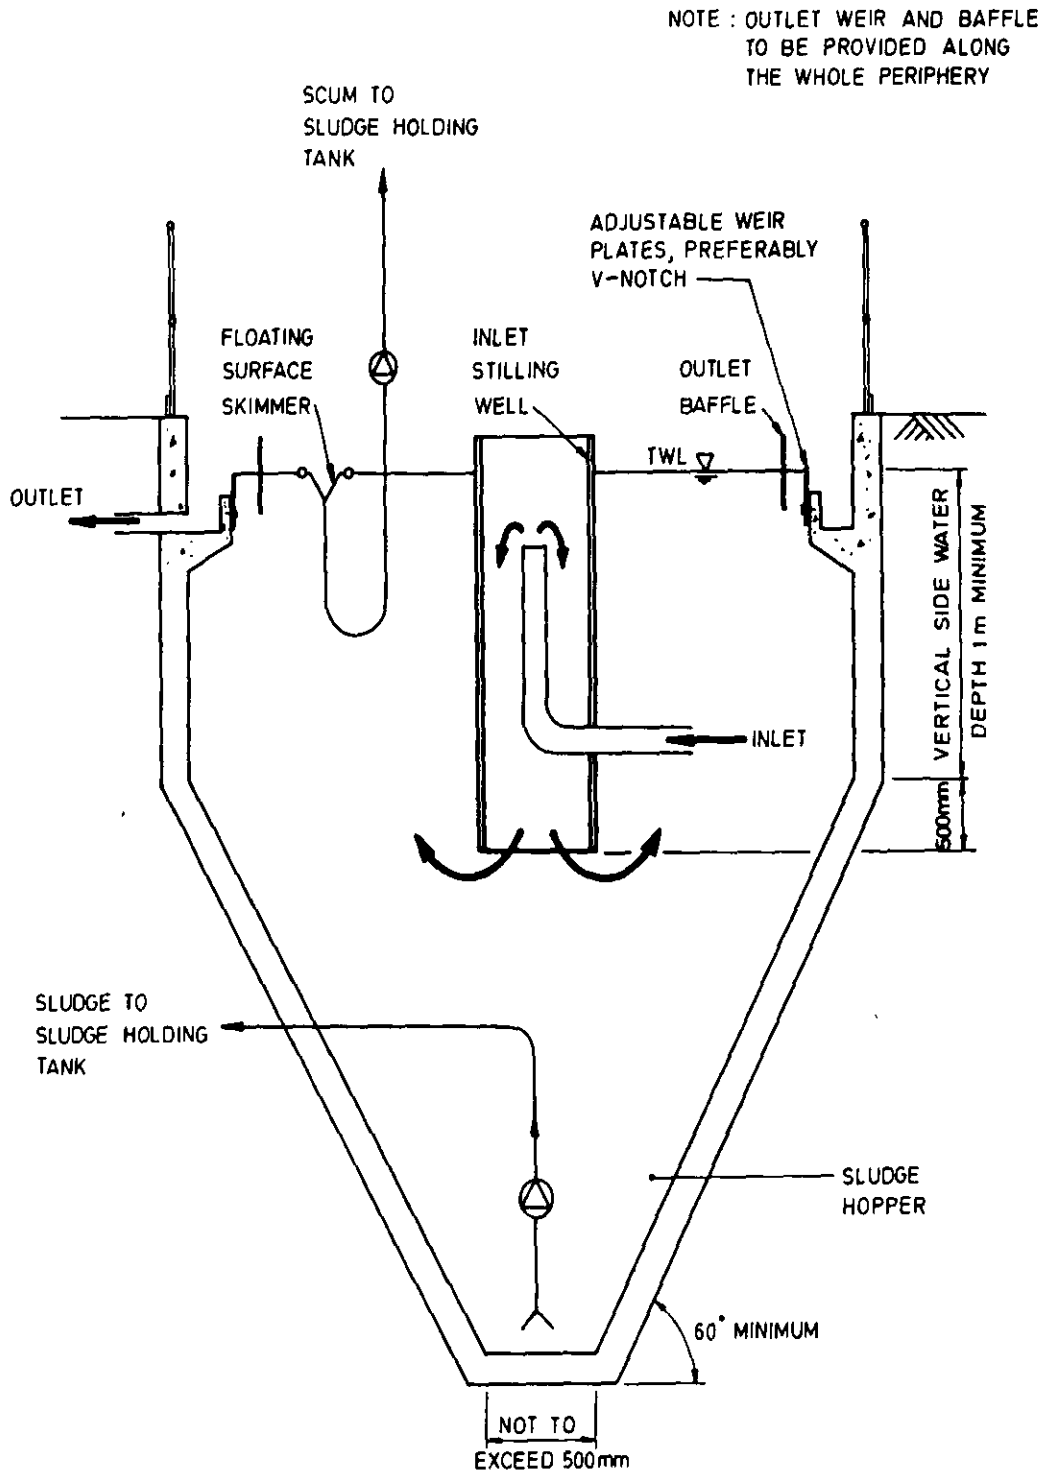 NOTE : OUTLET WEIR AND BAFFLE
TO BE PROVIDED ALONG
THE WHOLE PERIPHERY
SCUM TO
SLUDGE HOLDING
TANK
ADJUSTABLE WEIR
PLATES, PREFERABLY
V-NOTCH
FLOATING
SURFACE
SKIMMER
INLET
STILLING
WELL
OUTLET
BAFFLE
TWL
OUTLET
VERTICAL SIDE WATER
DEPTH 1m MINIMUM
INLET
500mm
SLUDGE TO
SLUDGE HOLDING
TANK
SLUDGE
HOPPER
60° MINIMUM
NOT TO
EXCEED 500mm